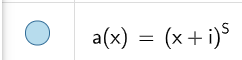 a(x) = (x + i)⁵